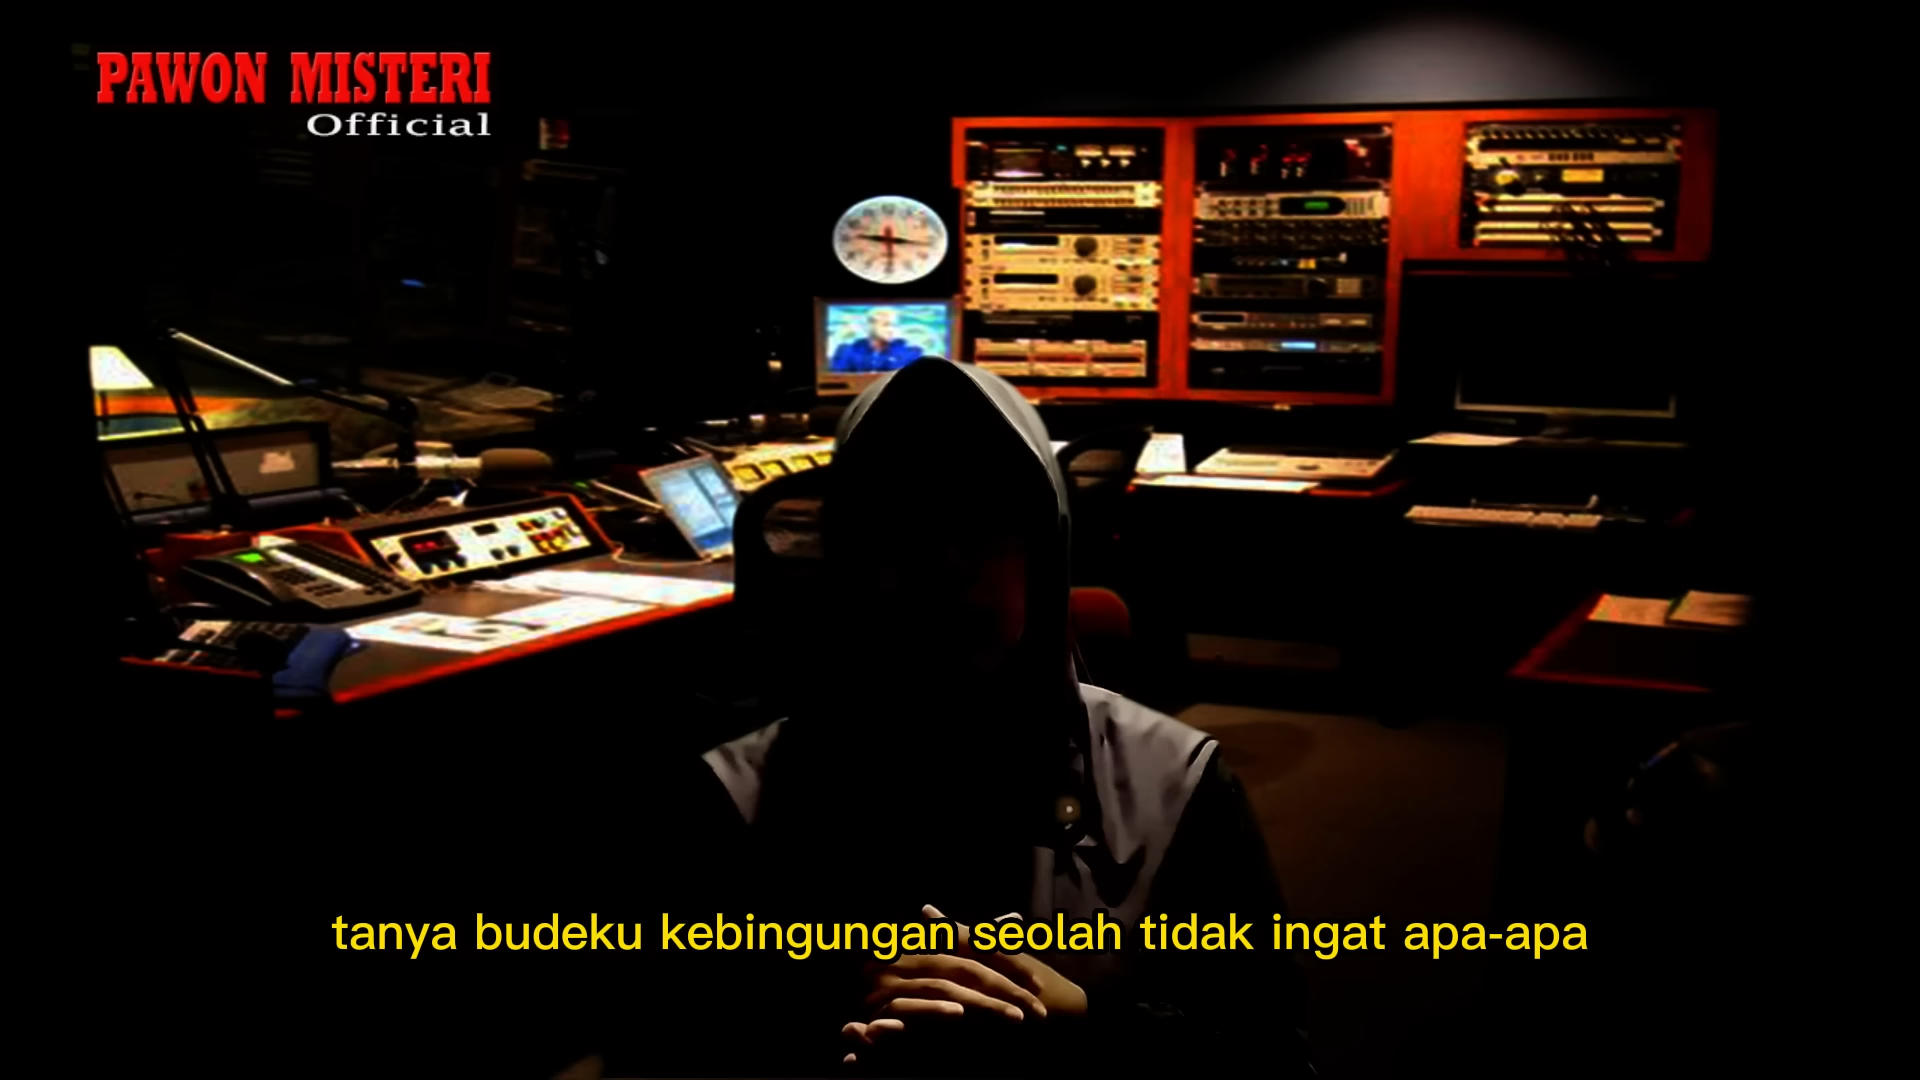 PAWON MISTERI
Official
tanya budeku kebingungan seolah tidak ingat apa-apa